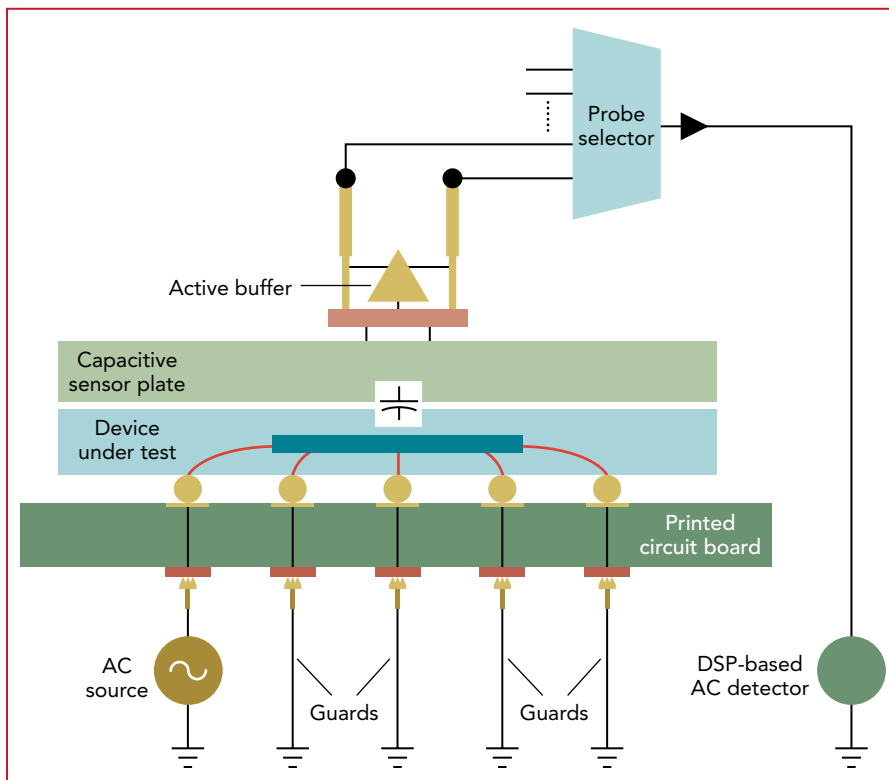 Probe
selector
Active buffer
Capacitive
sensor plate
Device
under test
Printed
circuit board
AC
source
Guards
Guards
DSP-based
AC detector